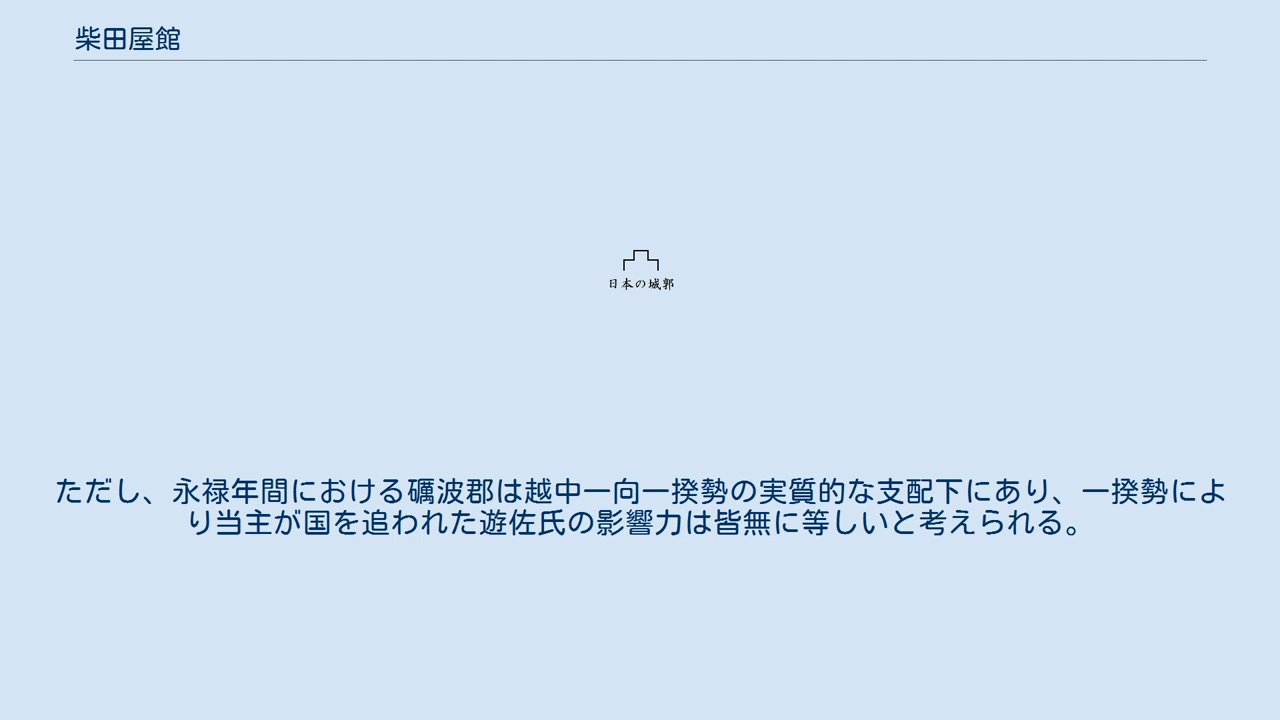 柴田屋館
日本の城郭
ただし、永禄年間における礪波郡は越中一向一揆勢の実質的な支配下にあり、一揆勢によ
り当主が国を追われた遊佐氏の影響力は皆無に等しいと考えられる。